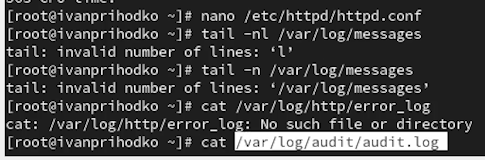 [root@ivanprihodko ~]# nano /etc/httpd/httpd.conf
[root@ivanprihodko ~]# tail -nl /var/log/messages
tail: invalid number of lines: ‘l’
[root@ivanprihodko ~]# tail -n /var/log/messages
tail: invalid number of lines: ‘/var/log/messages’
[root@ivanprihodko ~]# cat /var/log/http/error_log
cat: /var/log/http/error_log: No such file or directory
[root@ivanprihodko ~]# cat /var/log/audit/audit.log